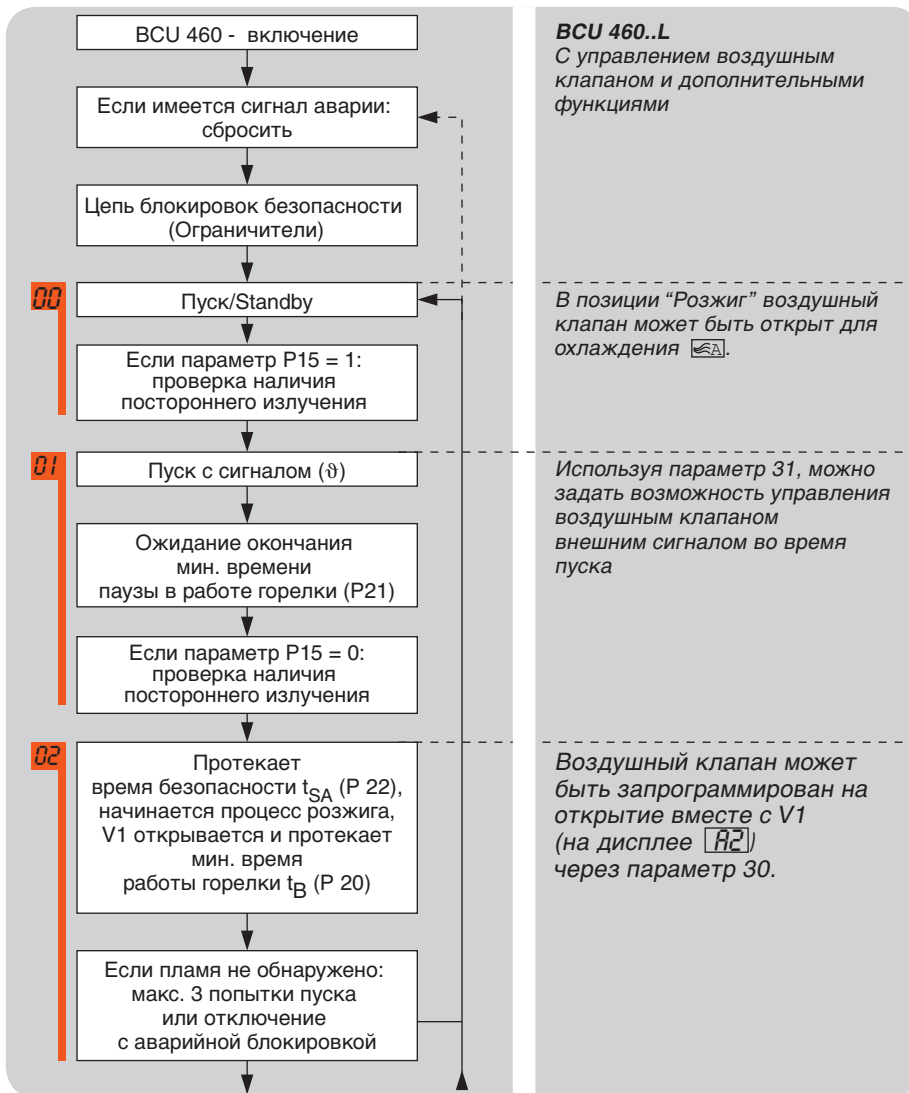 BCU 460 - включение
Если имеется сигнал аварии:
сбросить
Цепь блокировок безопасности
(Ограничители)
00
Пуск/Standby
Если параметр P15 = 1:
проверка наличия
постороннего излучения
01
Пуск с сигналом (ϑ)
Ожидание окончания
мин. времени
паузы в работе горелки (P21)
Если параметр P15 = 0:
проверка наличия
постороннего излучения
02
Протекает
время безопасности tSA (P 22),
начинается процесс розжига,
V1 открывается и протекает
мин. время
работы горелки tB (P 20)
Если пламя не обнаружено:
макс. 3 попытки пуска
или отключение
с аварийной блокировкой
BCU 460..L
С управлением воздушным
клапаном и дополнительными
функциями
В позиции “Розжиг” воздушный
клапан может быть открыт для
охлаждения A.
Используя параметр 31, можно
задать возможность управления
воздушным клапаном
внешним сигналом во время
пуска
Воздушный клапан может
быть запрограммирован на
открытие вместе с V1
(на дисплее A2)
через параметр 30.